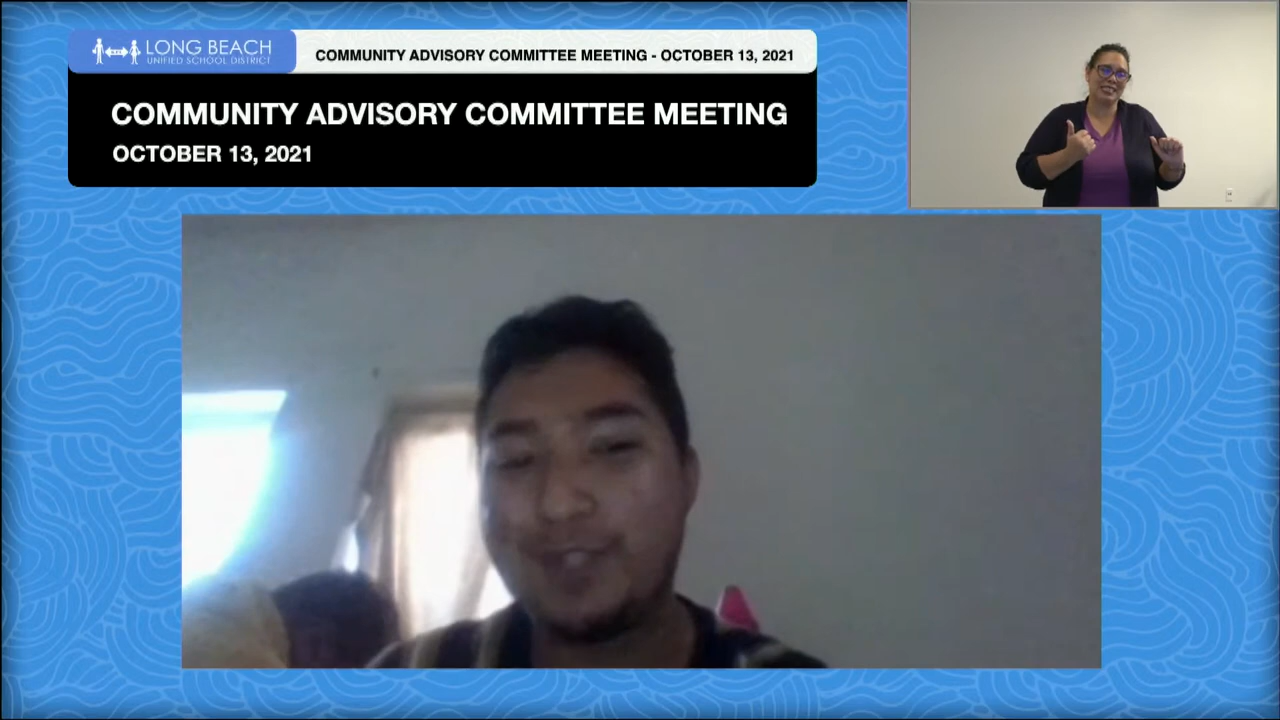 LONG BEACH
UNIFIED SCHOOL DISTRICT
COMMUNITY ADVISORY COMMITTEE MEETING - OCTOBER 13, 2021
COMMUNITY ADVISORY COMMITTEE MEETING
OCTOBER 13, 2021